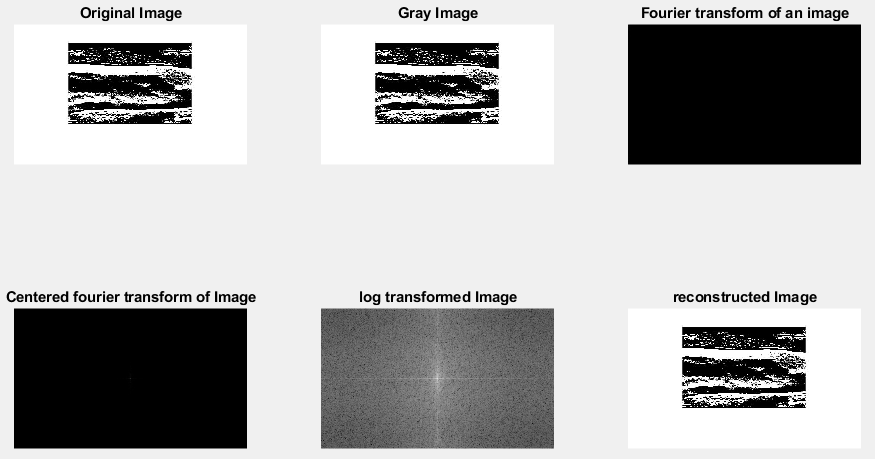 Original Image
Gray Image
Fourier transform of an image
Centered fourier transform of Image
log transformed Image
reconstructed Image